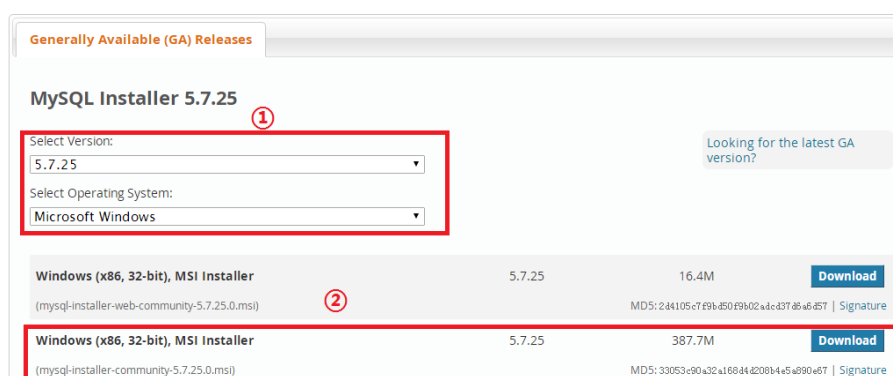 Generally Available (GA) Releases
MySQL Installer 5.7.25
①
Select Version:
5.7.25
Looking for the latest GA
version?
Select Operating System:
Microsoft Windows
Windows (x86, 32-bit), MSI Installer 5.7.25 16.4M Download
(mysql-installer-web-community-5.7.25.0.msi) ② MD5: 2d4105c7f9bd50f9b02adcd37d6a6d57 | Signature
Windows (x86, 32-bit), MSI Installer 5.7.25 387.7M Download
(mysql-installer-community-5.7.25.0.msi) MD5: 33053c90a32a168d4d208b4e5a890e67 | Signature